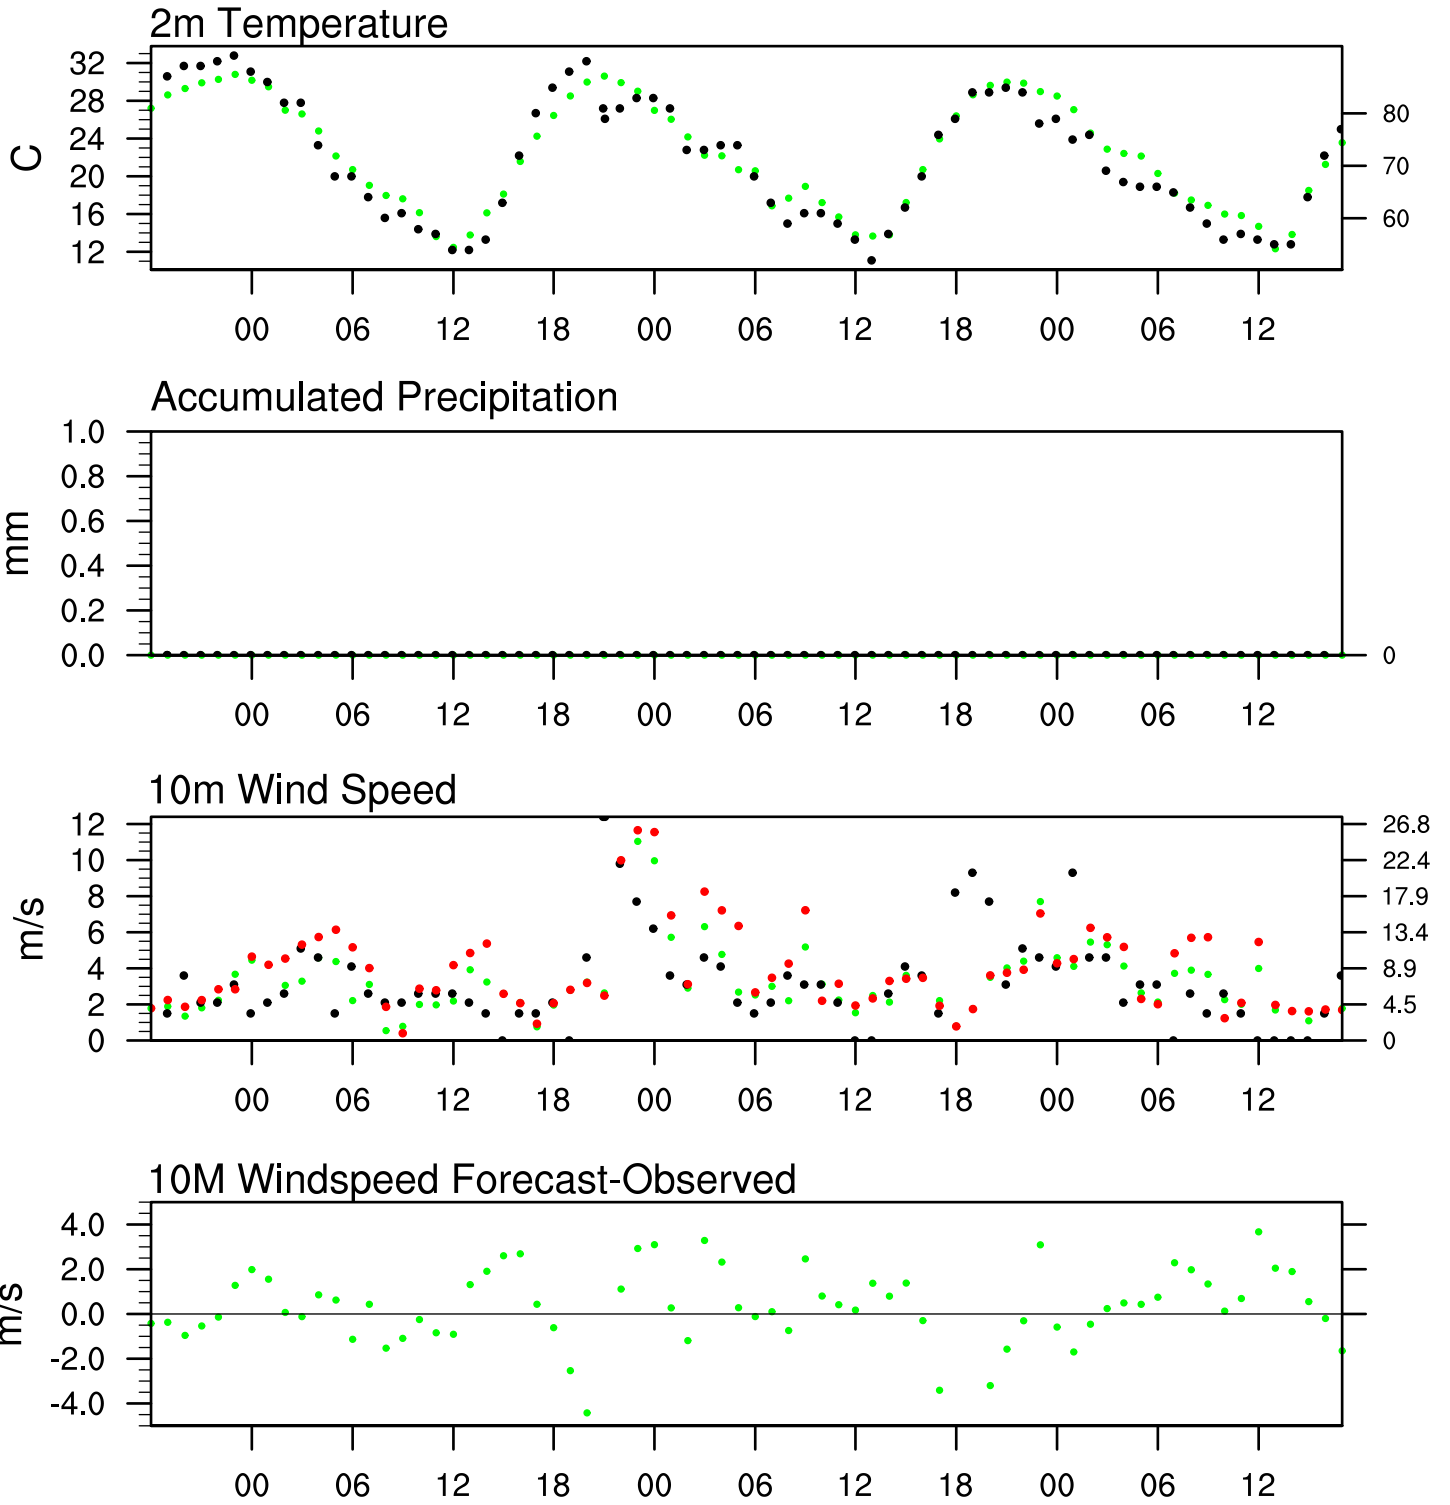 2m Temperature
32
28
24
20
16
12
C
80
70
60
00 06 12 18 00 06 12 18 00 06 12
Accumulated Precipitation
1.0
0.8
0.6
0.4
0.2
0.0
mm
0
00 06 12 18 00 06 12 18 00 06 12
10m Wind Speed
12
10
8
6
4
2
0
m/s
26.8
22.4
17.9
13.4
8.9
4.5
0
00 06 12 18 00 06 12 18 00 06 12
10M Windspeed Forecast-Observed
4.0
2.0
0.0
-2.0
-4.0
m/s
00 06 12 18 00 06 12 18 00 06 12